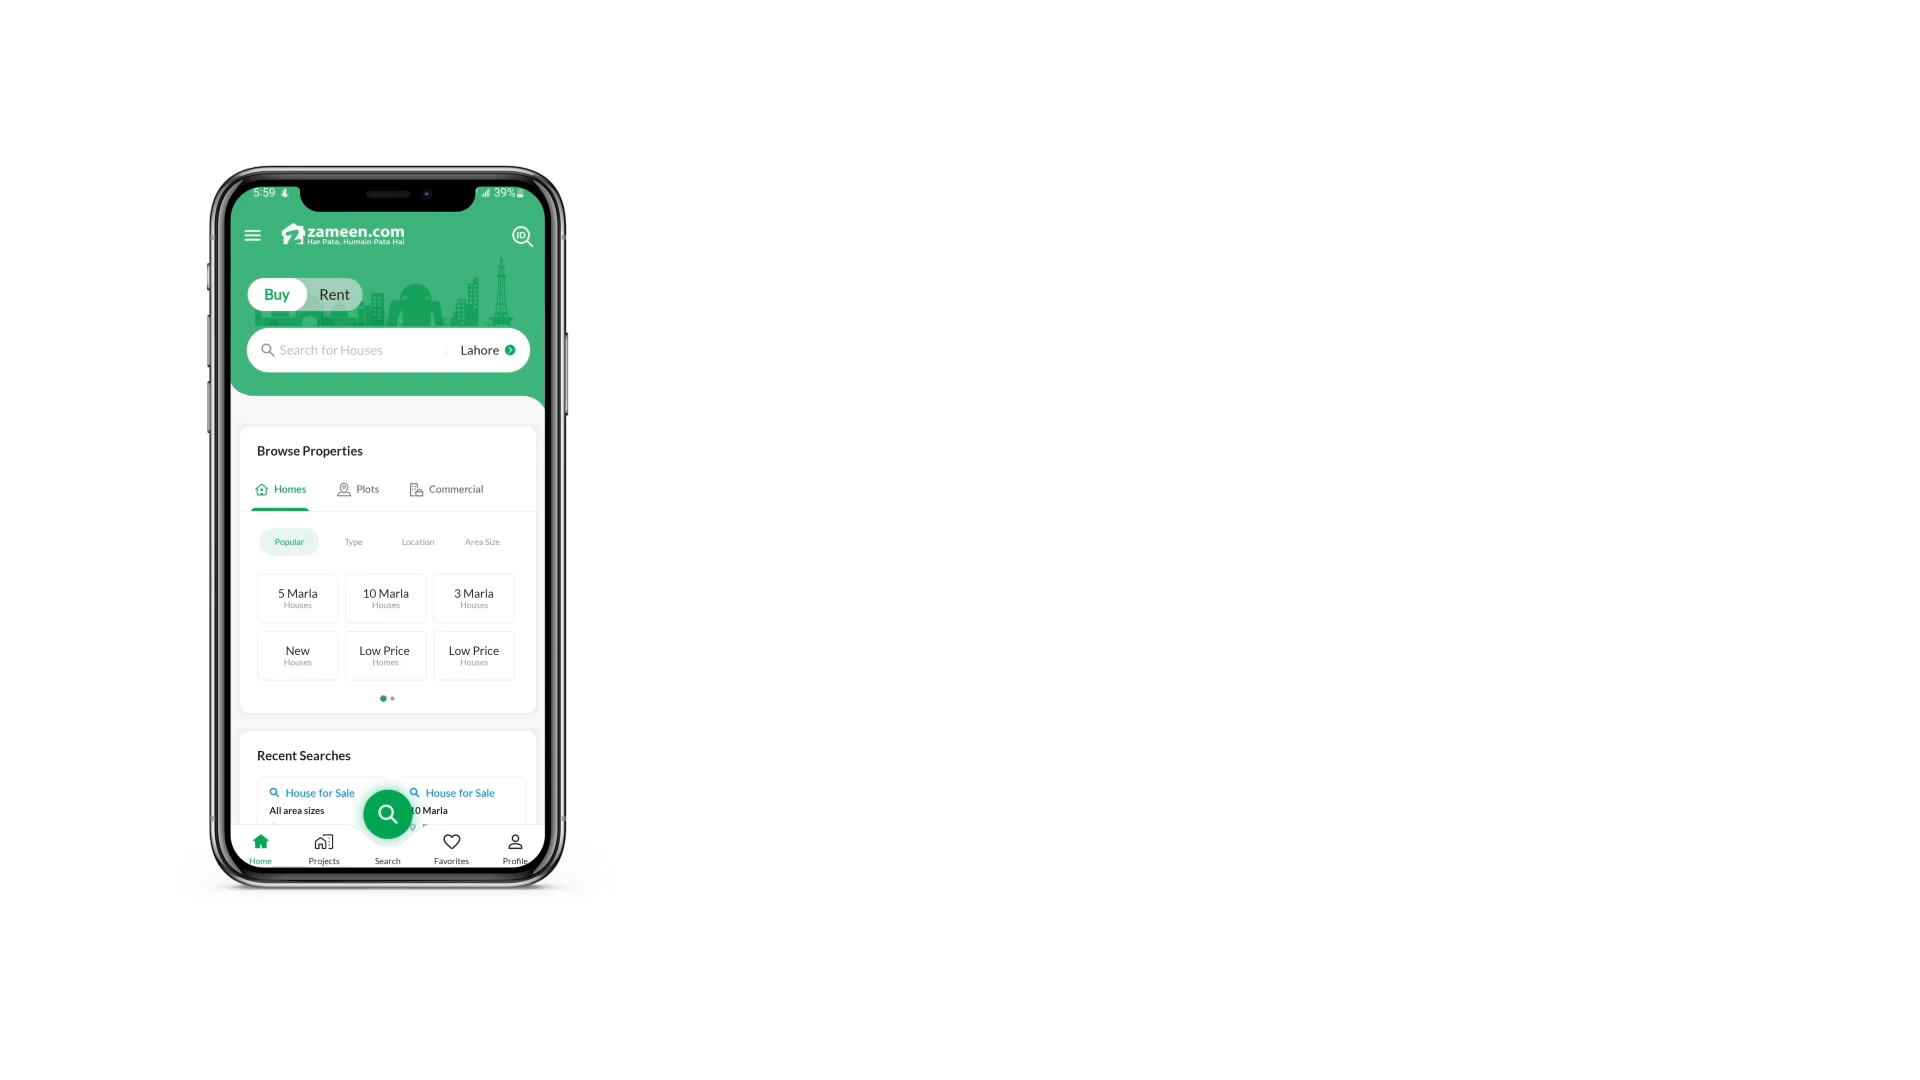 5:59
39%
zameen.com
Har Pata, Humain Pata Hai
ID
Buy Rent
Search for Houses Lahore
Browse Properties
Homes Plots Commercial
Popular Type Location Area Size
5 Marla 10 Marla 3 Marla
Houses Houses Houses
New Low Price Low Price
Houses Homes Houses
Recent Searches
House for Sale House for Sale
All area sizes 10 Marla
Home Projects Search Favorites Profile